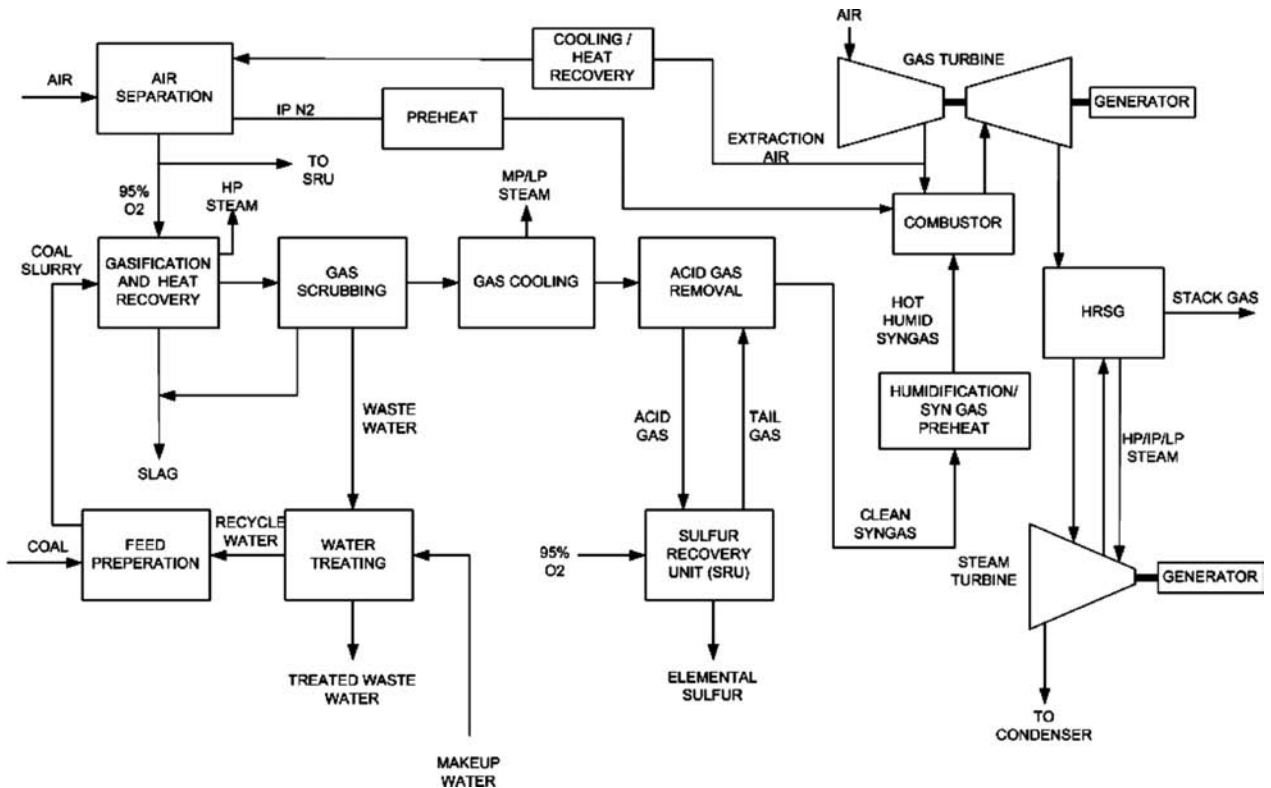 AIR
GAS TURBINE
COOLING /
HEAT
RECOVERY
AIR
SEPARATION
AIR
GENERATOR
IP N2
PREHEAT
EXTRACTION
AIR
TO
SRU
95%
O2
HP
STEAM
MP/LP
STEAM
COMBUSTOR
COAL
SLURRY
GASIFICATION
AND HEAT
RECOVERY
GAS
SCRUBBING
GAS COOLING
ACID GAS
REMOVAL
HOT
HUMID
SYNGAS
HRSG
STACK GAS
HUMIDIFICATION/
SYN GAS
PREHEAT
WASTE
WATER
ACID
GAS
TAIL
GAS
HP/IP/LP
STEAM
SLAG
COAL
FEED
PREPARATION
RECYCLE
WATER
WATER
TREATING
95%
O2
SULFUR
RECOVERY
UNIT (SRU)
CLEAN
SYNGAS
STEAM
TURBINE
GENERATOR
TREATED WASTE
WATER
ELEMENTAL
SULFUR
TO
CONDENSER
MAKEUP
WATER